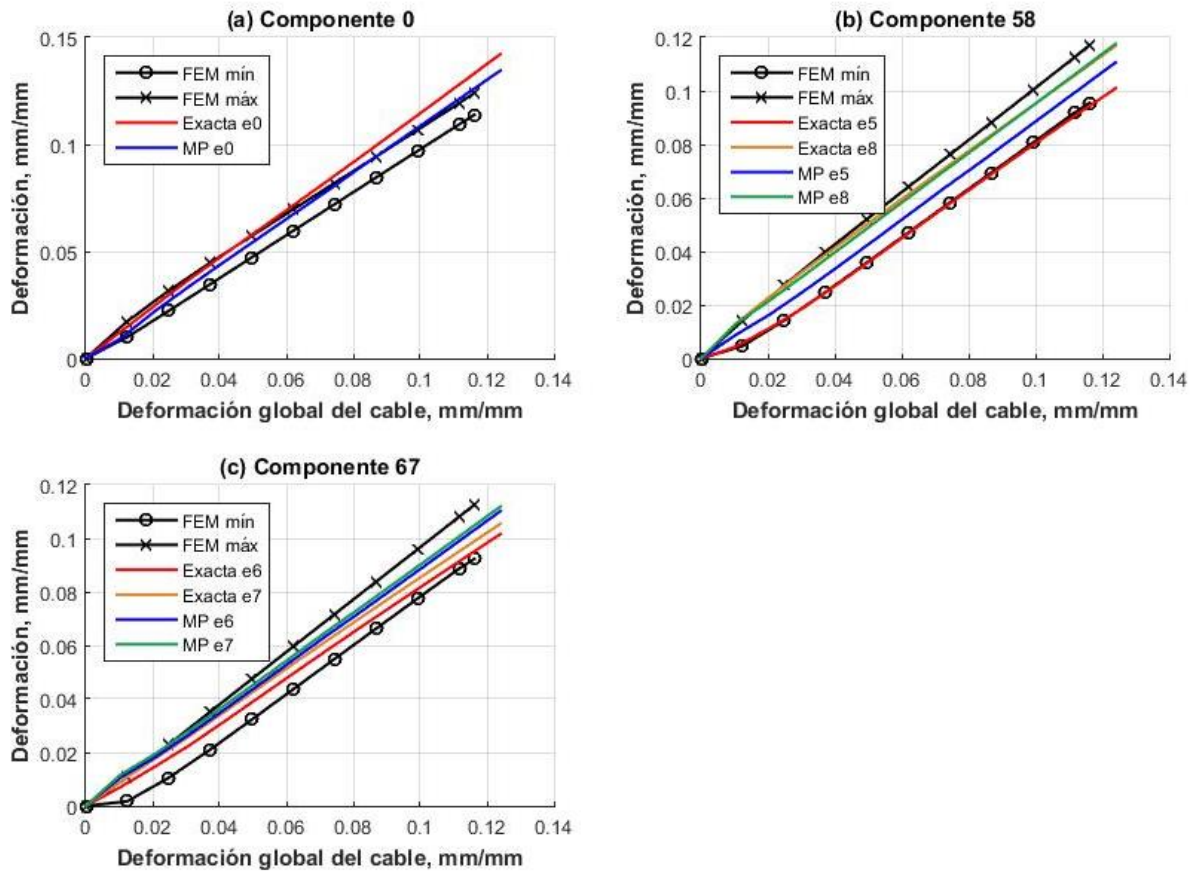 (a) Componente 0
0.15
0.1
0.05
0
Deformación, mm/mm
FEM mín
FEM máx
Exacta e0
MP e0
0 0.02 0.04 0.06 0.08 0.1 0.12 0.14
Deformación global del cable, mm/mm
(b) Componente 58
0.12
0.1
0.08
0.06
0.04
0.02
0
Deformación, mm/mm
FEM mín
FEM máx
Exacta e5
Exacta e8
MP e5
MP e8
0 0.02 0.04 0.06 0.08 0.1 0.12 0.14
Deformación global del cable, mm/mm
(c) Componente 67
0.12
0.1
0.08
0.06
0.04
0.02
0
Deformación, mm/mm
FEM mín
FEM máx
Exacta e6
Exacta e7
MP e6
MP e7
0 0.02 0.04 0.06 0.08 0.1 0.12 0.14
Deformación global del cable, mm/mm